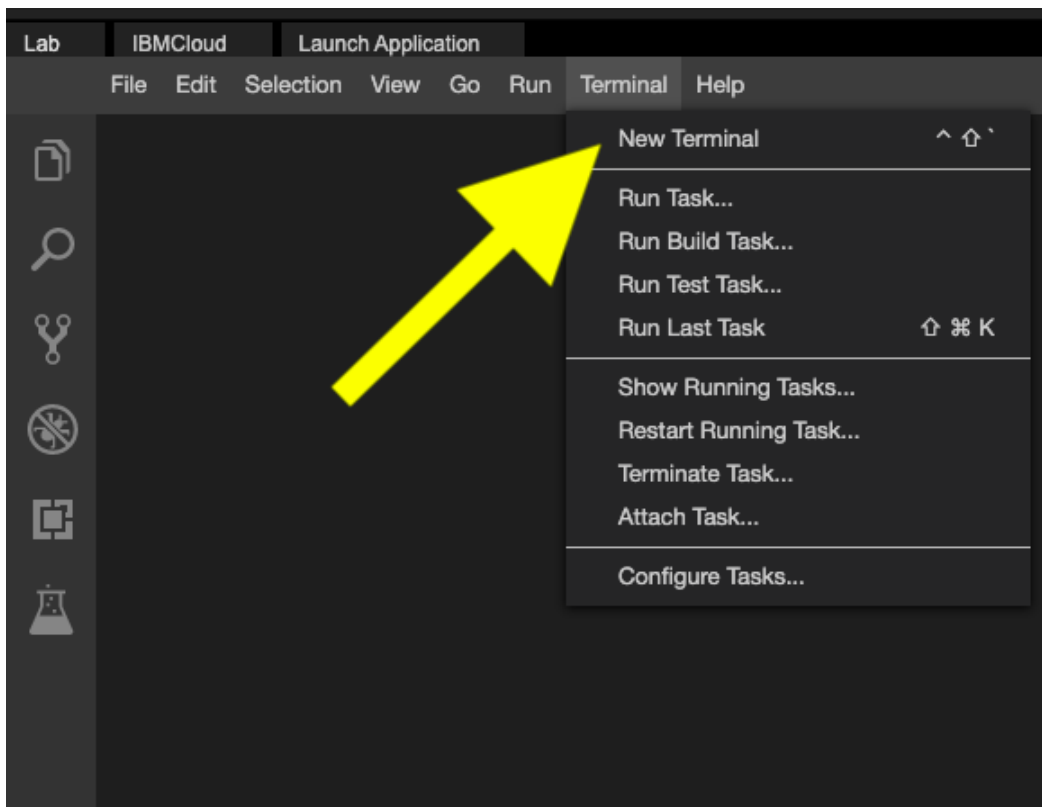 Lab IBMCloud Launch Application
File Edit Selection View Go Run Terminal Help
New Terminal ^ ⇧ `
Run Task...
Run Build Task...
Run Test Task...
Run Last Task ⇧ ⌘ K
Show Running Tasks...
Restart Running Task...
Terminate Task...
Attach Task...
Configure Tasks...